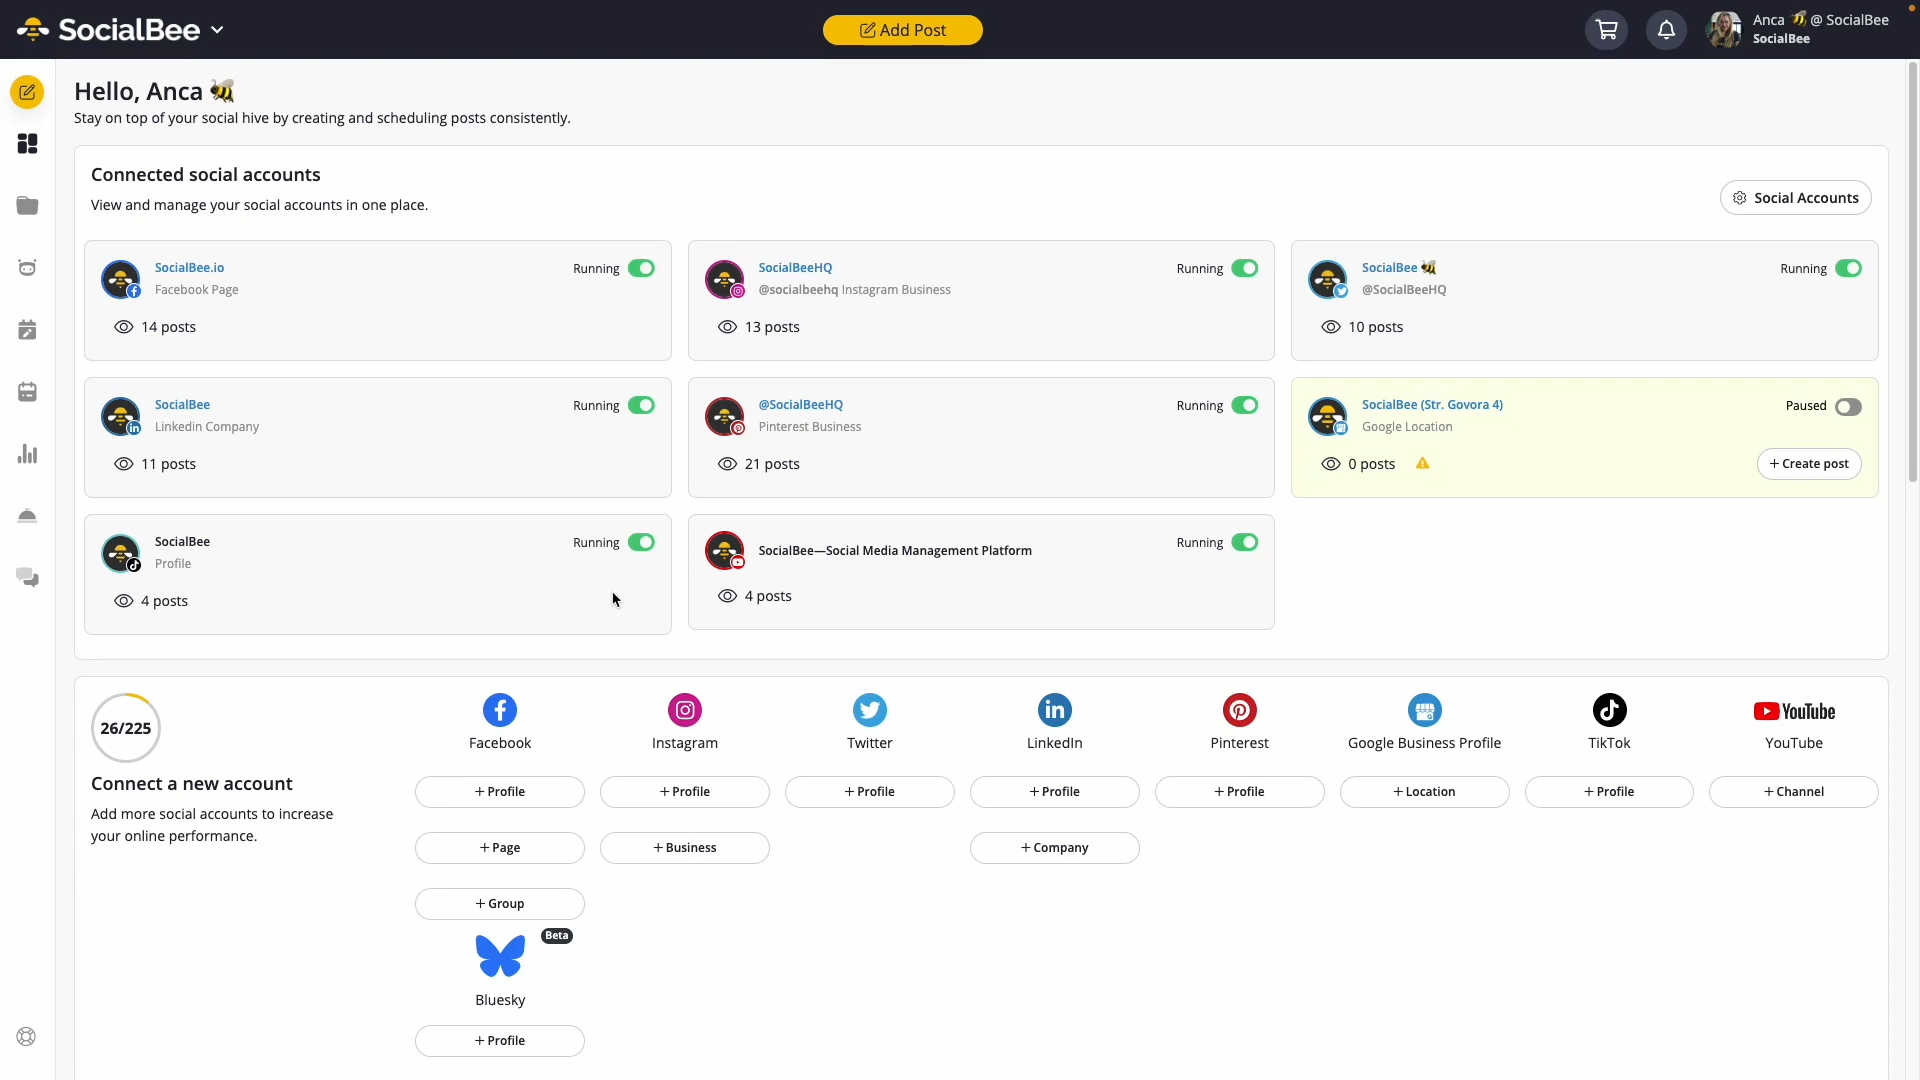 SocialBee
Add Post
Anca 🐝 @ SocialBee
SocialBee
Hello, Anca 🐝
Stay on top of your social hive by creating and scheduling posts consistently.
Connected social accounts
View and manage your social accounts in one place.
Social Accounts
SocialBee.io
Facebook Page
Running
14 posts
SocialBeeHQ
@socialbeehq Instagram Business
Running
13 posts
SocialBee 🐝
@SocialBeeHQ
Running
10 posts
SocialBee
Linkedin Company
Running
11 posts
@SocialBeeHQ
Pinterest Business
Running
21 posts
SocialBee (Str. Govora 4)
Google Location
Paused
0 posts
+ Create post
SocialBee
Profile
Running
4 posts
SocialBee—Social Media Management Platform
Running
4 posts
26/225
Connect a new account
Add more social accounts to increase
your online performance.
Facebook
+ Profile
+ Page
+ Group
Instagram
+ Profile
+ Business
Twitter
+ Profile
LinkedIn
+ Profile
+ Company
Pinterest
+ Profile
Google Business Profile
+ Location
TikTok
+ Profile
YouTube
YouTube
+ Channel
Beta
Bluesky
+ Profile